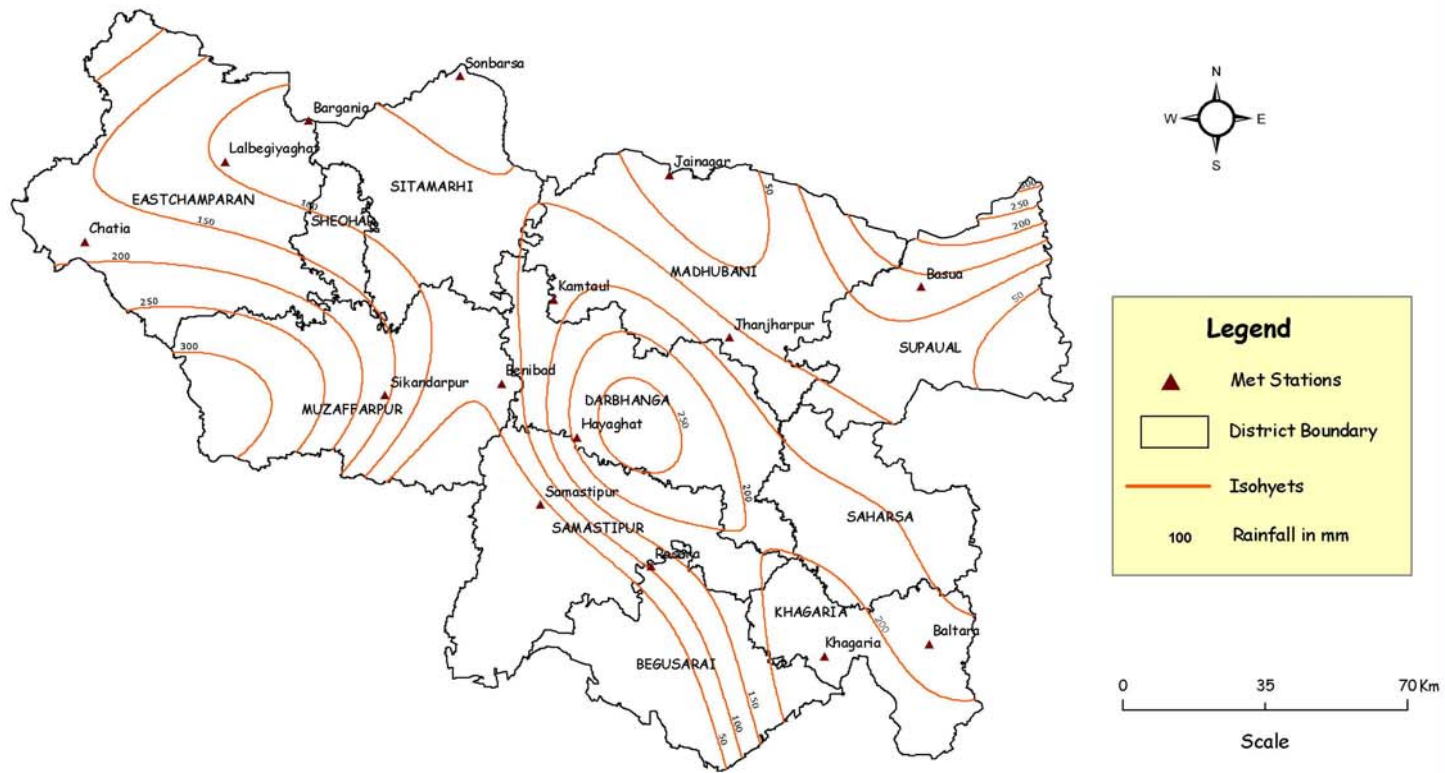 Sonbarsa
N
W E
S
Bargania
Lalbegiyaghat
Jainagar
50
300
250
200
SITAMARHI
EASTCHAMPARAN
100
SHEOHAR
150
Chatia
200
MADHUBANI
Basua
Kamtaul
250
50
Jhanjharpur
300
SUPAUAL
Benibad
Sikandarpur
MUZAFFARPUR
DARBHANGA
250
Hayaghat
Samastipur
200
SAMASTIPUR
SAHARSA
KHAGARIA
200
Baltara
Khagaria
BEGUSARAI
150
100
50
Legend
Met Stations
District Boundary
Isohyets
100 Rainfall in mm
0 35 70 Km
Scale